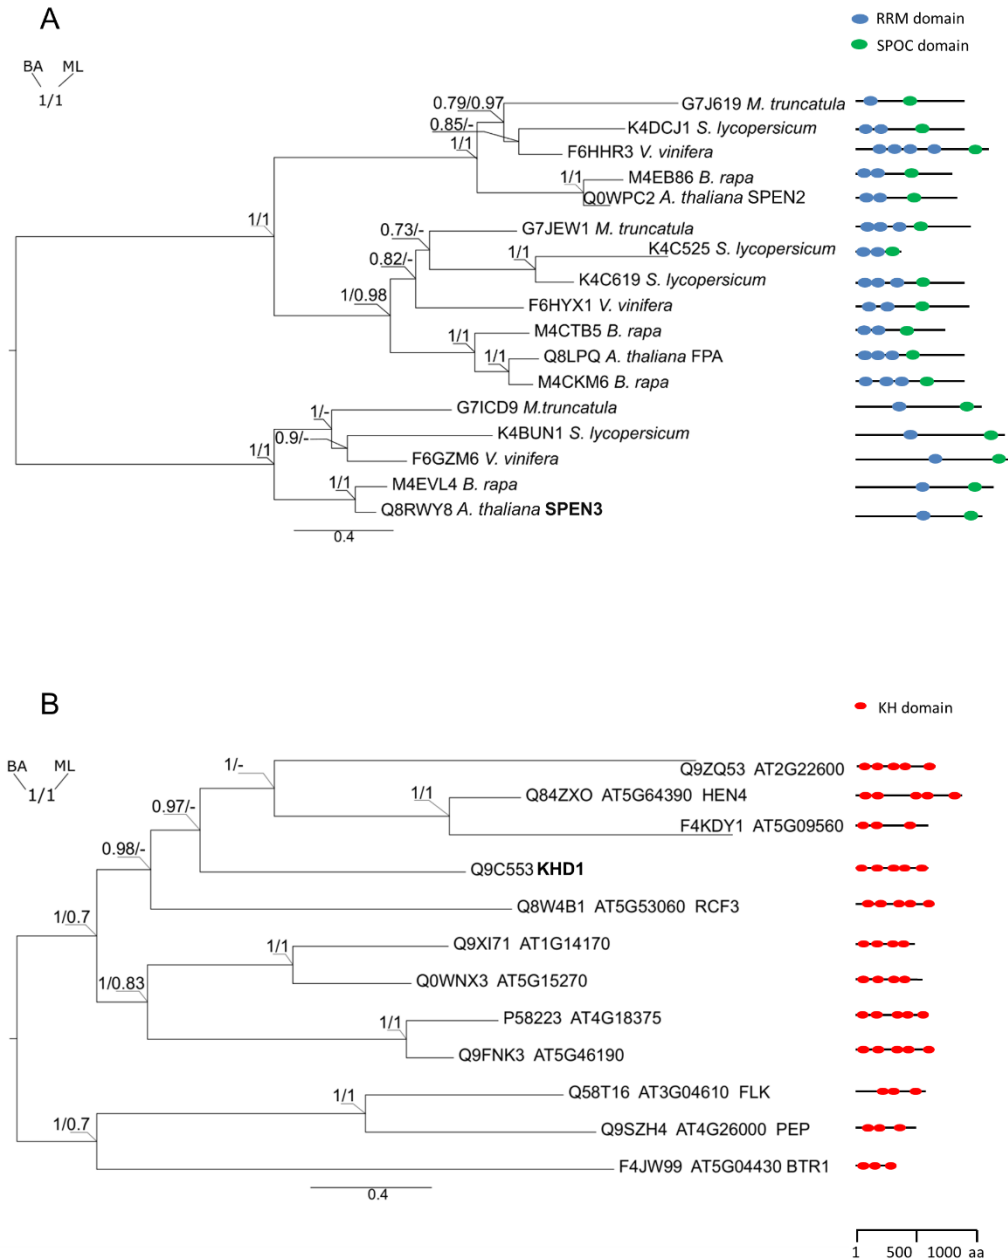 A
RRM domain
SPOC domain
BA ML
1/1
0.79/0.97
G7J619 M. truncatula
0.85/-
K4DCJ1 S. lycopersicum
1/1
F6HHR3 V. vinifera
1/1
M4EB86 B. rapa
Q0WPC2 A. thaliana SPEN2
1/1
0.73/-
G7JEW1 M. truncatula
1/1
K4C525 S. lycopersicum
0.82/-
K4C619 S. lycopersicum
1/0.98
F6HYX1 V. vinifera
1/1
M4CTB5 B. rapa
1/1
Q8LPQ A. thaliana FPA
M4CKM6 B. rapa
1/-
G7ICD9 M.truncatula
0.9/-
K4BUN1 S. lycopersicum
1/1
F6GZM6 V. vinifera
1/1
M4EVL4 B. rapa
Q8RWY8 A. thaliana SPEN3
0.4
B
KH domain
BA ML
1/1
1/-
Q9ZQ53 AT2G22600
1/1
Q84ZXO AT5G64390 HEN4
0.97/-
F4KDY1 AT5G09560
0.98/-
Q9C553 KHD1
1/0.7
Q8W4B1 AT5G53060 RCF3
1/1
Q9XI71 AT1G14170
1/0.83
Q0WNX3 AT5G15270
1/1
P58223 AT4G18375
Q9FNK3 AT5G46190
1/1
Q58T16 AT3G04610 FLK
1/0.7
Q9SZH4 AT4G26000 PEP
F4JW99 AT5G04430 BTR1
0.4
1 500 1000 aa